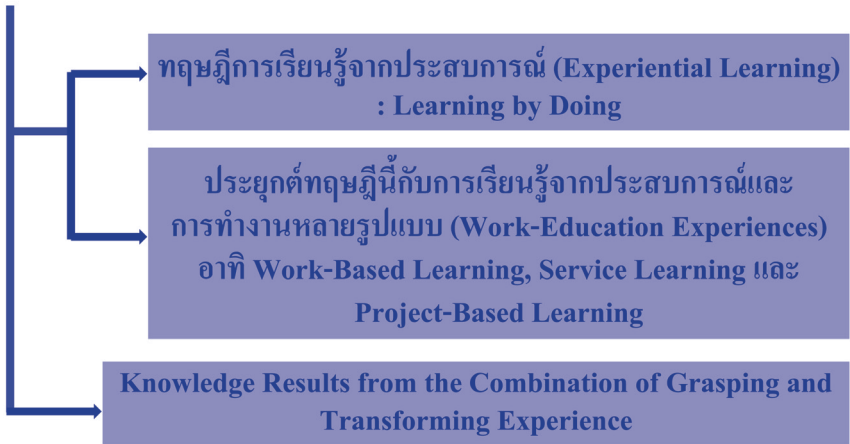 ทฤษฎีการเรียนรู้จากประสบการณ์ (Experiential Learning)
: Learning by Doing
ประยุกต์ทฤษฎีนี้กับการเรียนรู้จากประสบการณ์และ
การทำงานหลายรูปแบบ (Work-Education Experiences)
อาทิ Work-Based Learning, Service Learning และ
Project-Based Learning
Knowledge Results from the Combination of Grasping and
Transforming Experience